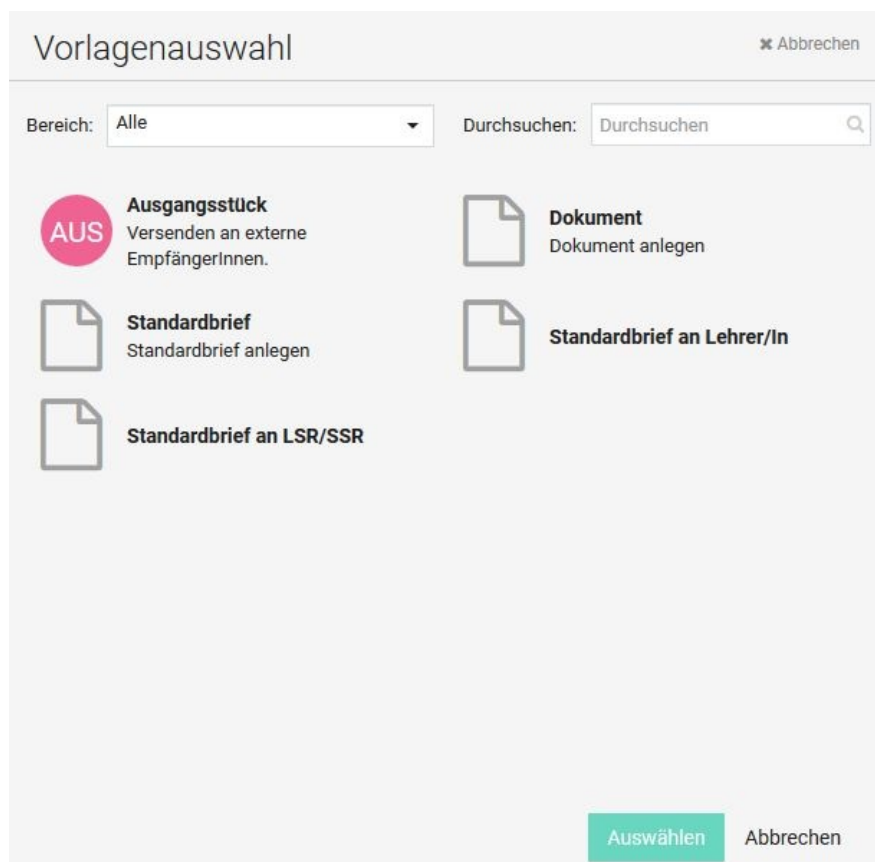 Vorlagenauswahl
✖ Abbrechen
Bereich: Alle
Durchsuchen: Durchsuchen
AUS
Ausgangsstück
Versenden an externe
EmpfängerInnen.
Dokument
Dokument anlegen
Standardbrief
Standardbrief anlegen
Standardbrief an Lehrer/In
Standardbrief an LSR/SSR
Auswählen
Abbrechen